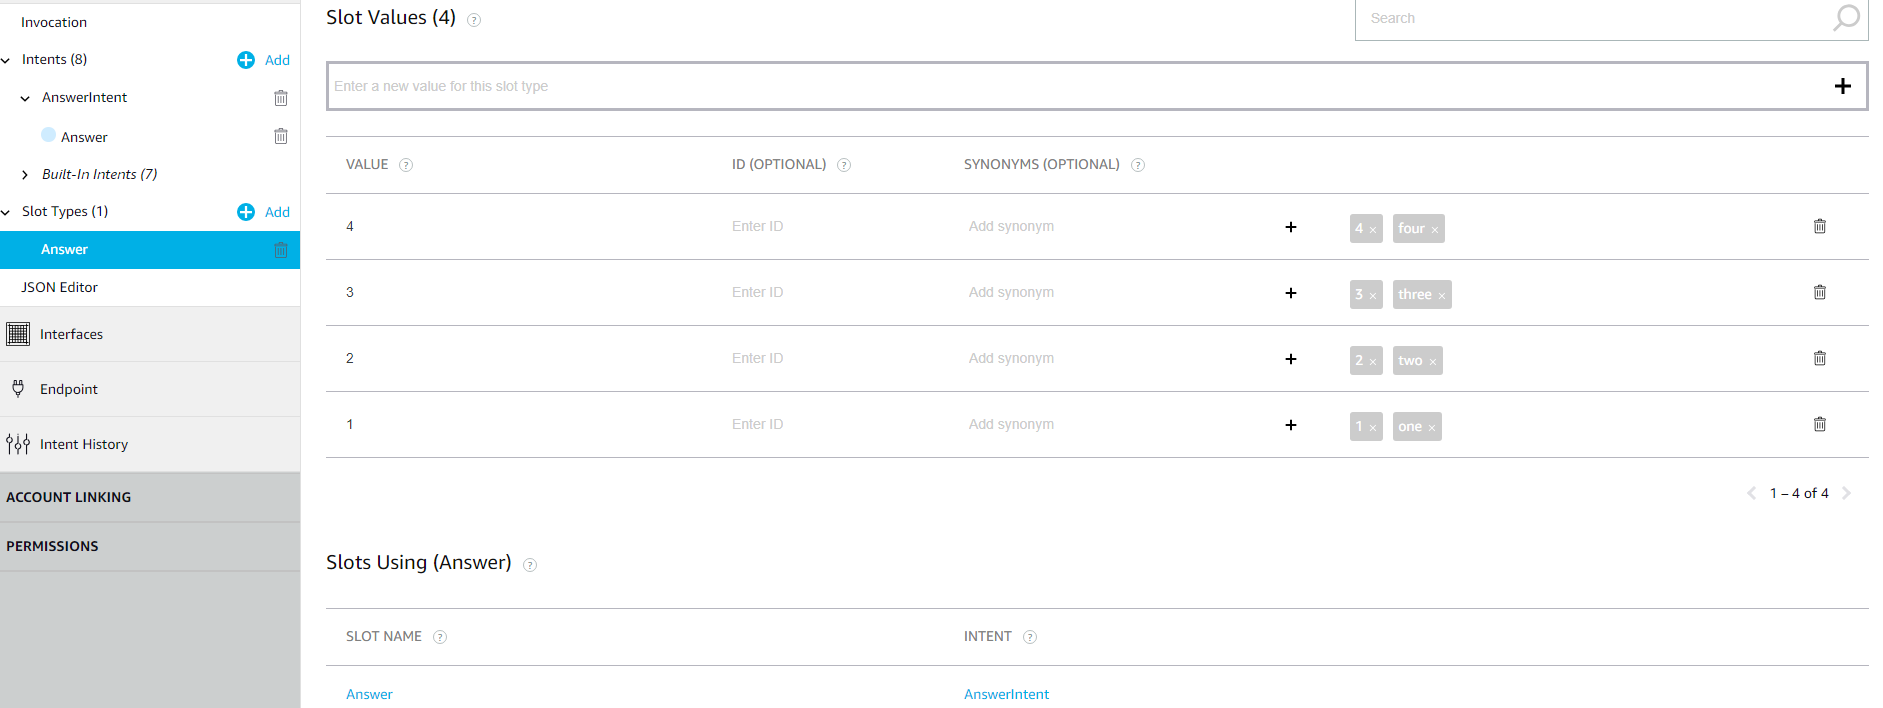 Invocation
Intents (8)
Add
AnswerIntent
Answer
Built-In Intents (7)
Slot Types (1)
Add
Answer
JSON Editor
Interfaces
Endpoint
Intent History
ACCOUNT LINKING
PERMISSIONS
Slot Values (4) ?
Search
Enter a new value for this slot type +
VALUE ? ID (OPTIONAL) ? SYNONYMS (OPTIONAL) ?
4 Enter ID Add synonym + 4 × four ×
3 Enter ID Add synonym + 3 × three ×
2 Enter ID Add synonym + 2 × two ×
1 Enter ID Add synonym + 1 × one ×
1 – 4 of 4
Slots Using (Answer) ?
SLOT NAME ? INTENT ?
Answer AnswerIntent